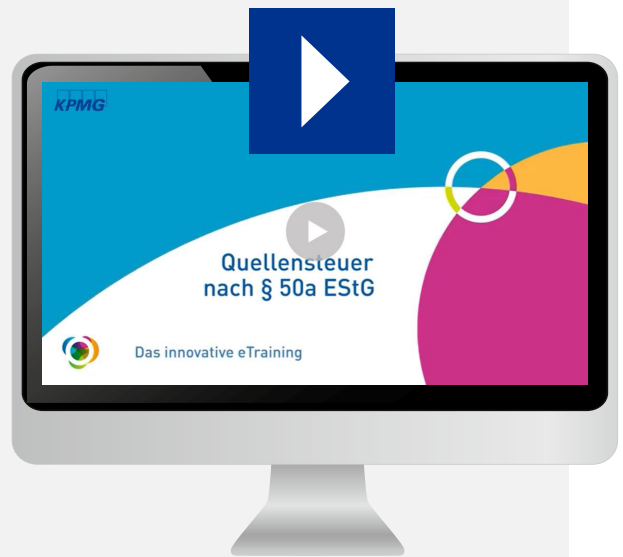 KPMG
Quellensteuer
nach § 50a EStG
Das innovative eTraining